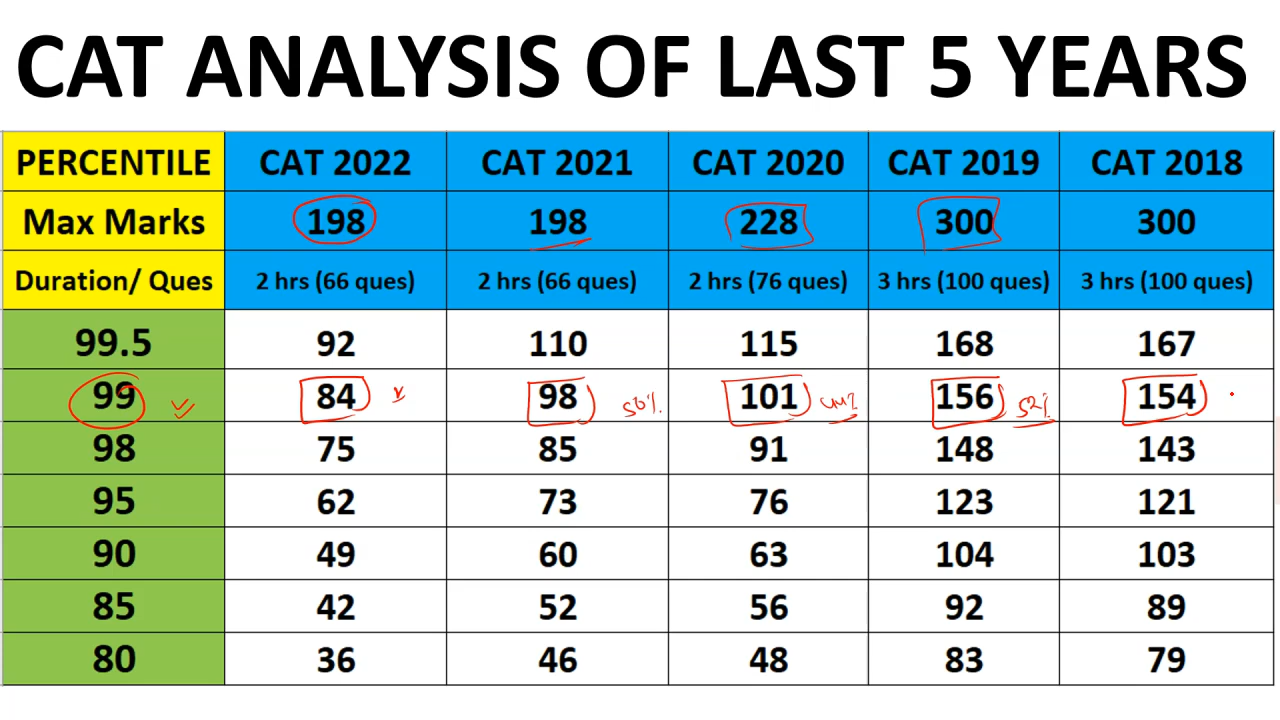 CAT ANALYSIS OF LAST 5 YEARS
PERCENTILE CAT 2022 CAT 2021 CAT 2020 CAT 2019 CAT 2018
Max Marks 198 198 228 300 300
Duration/ Ques 2 hrs (66 ques) 2 hrs (66 ques) 2 hrs (76 ques) 3 hrs (100 ques) 3 hrs (100 ques)
99.5 92 110 115 168 167
99 84 98 50% 101 156 52% 154
98 75 85 91 148 143
95 62 73 76 123 121
90 49 60 63 104 103
85 42 52 56 92 89
80 36 46 48 83 79